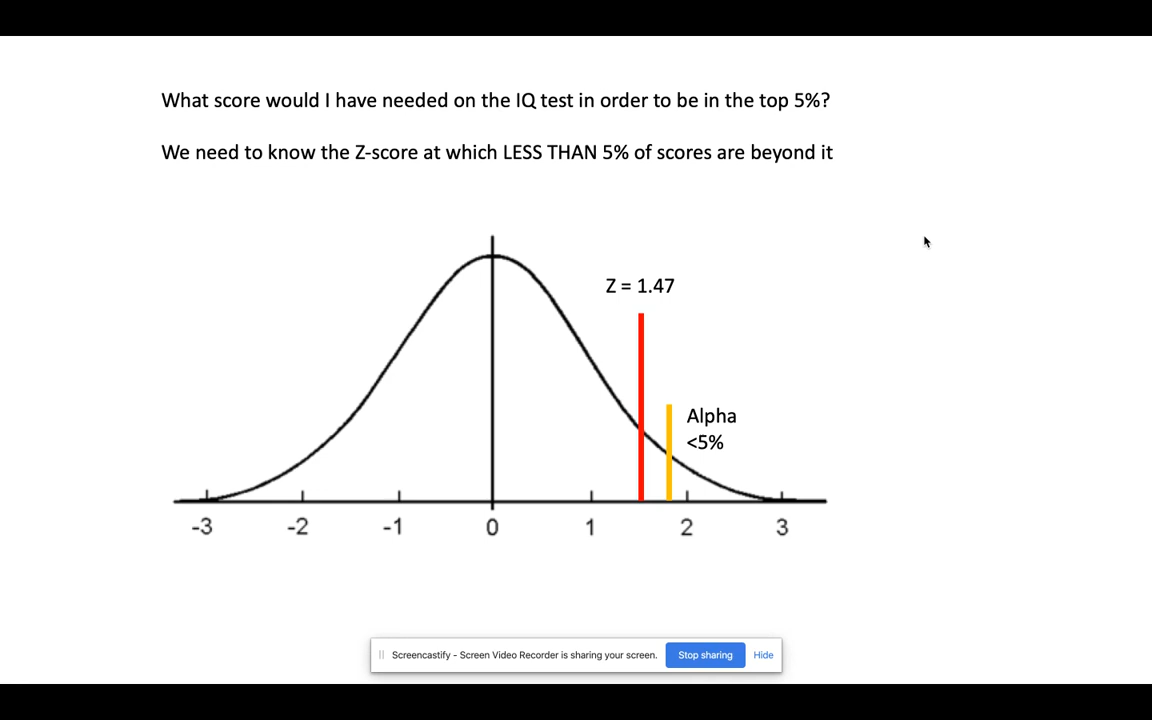 What score would I have needed on the IQ test in order to be in the top 5%?
We need to know the Z-score at which LESS THAN 5% of scores are beyond it
Z = 1.47
Alpha
<5%
-3 -2 -1 0 1 2 3
Screencastify - Screen Video Recorder is sharing your screen. Stop sharing Hide